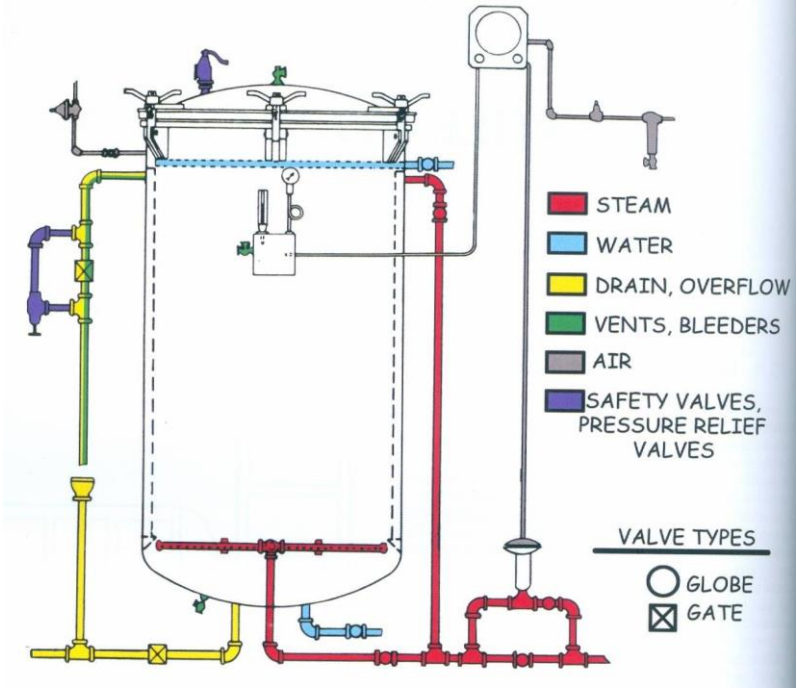 STEAM
WATER
DRAIN, OVERFLOW
VENTS, BLEEDERS
AIR
SAFETY VALVES,
PRESSURE RELIEF
VALVES
VALVE TYPES
GLOBE
GATE